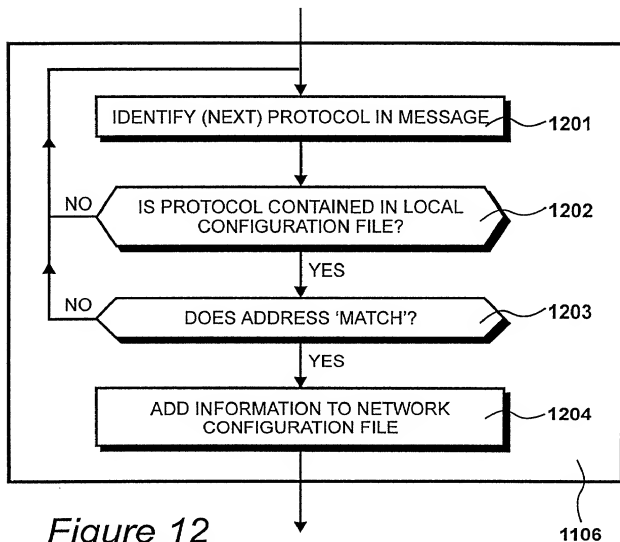 IDENTIFY (NEXT) PROTOCOL IN MESSAGE
1201
NO
IS PROTOCOL CONTAINED IN LOCAL
CONFIGURATION FILE?
1202
YES
NO
DOES ADDRESS 'MATCH'?
1203
YES
ADD INFORMATION TO NETWORK
CONFIGURATION FILE
1204
Figure 12
1106